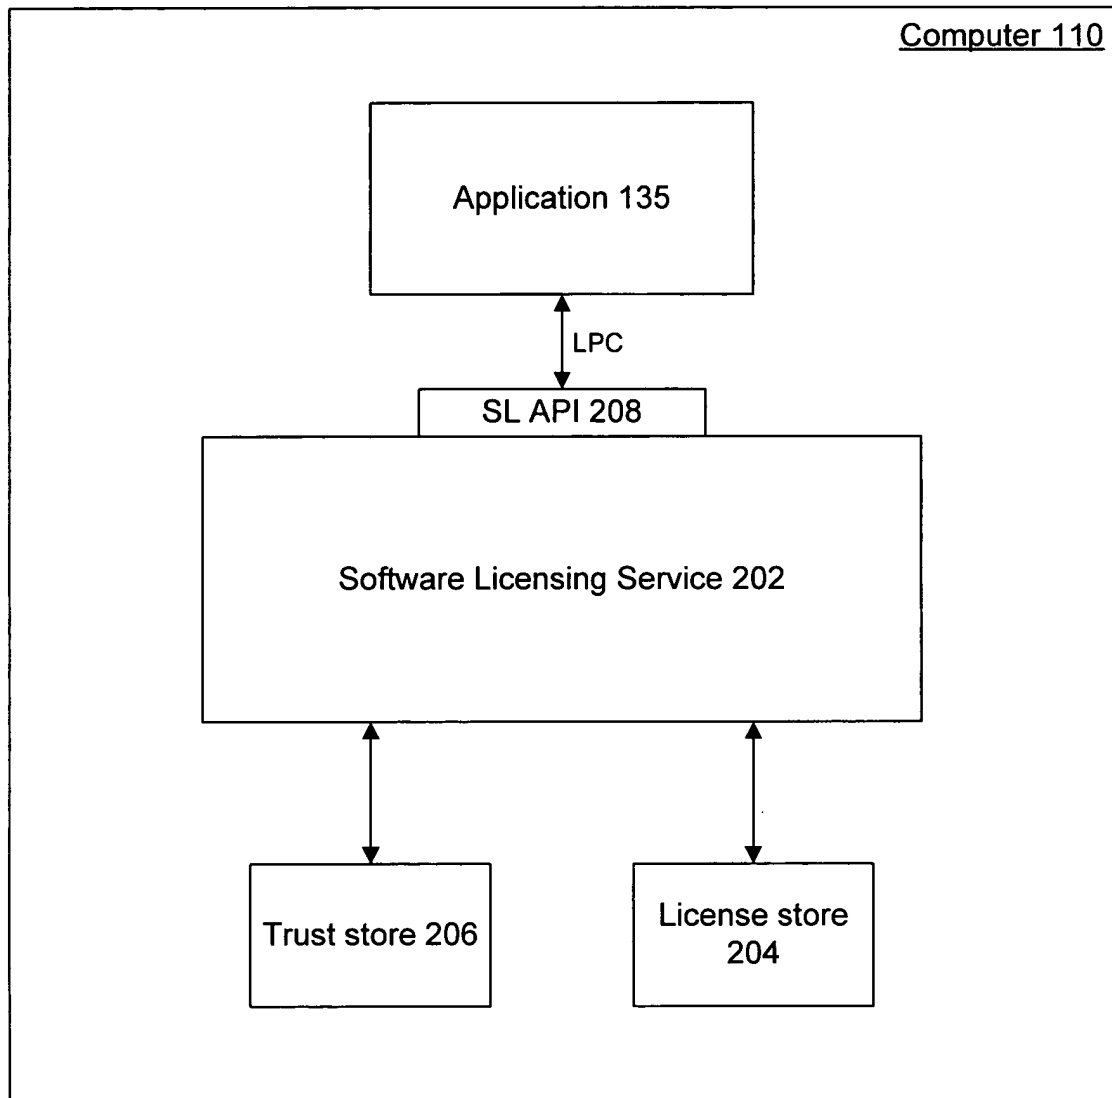 Computer 110
Application 135
LPC
SL API 208
Software Licensing Service 202
Trust store 206
License store
204